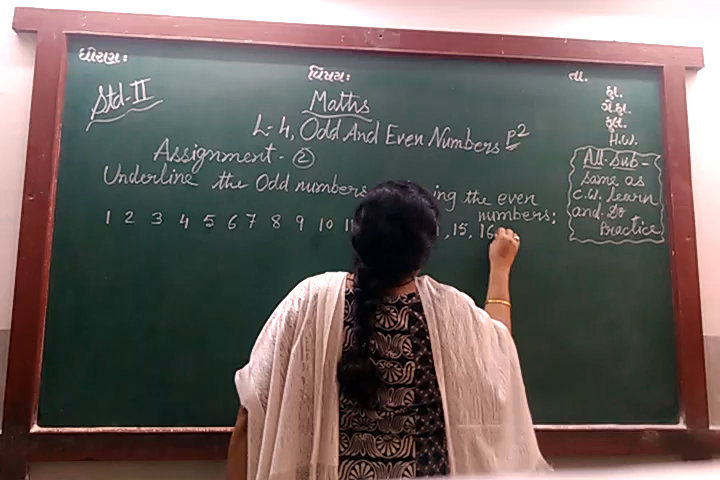 ધોરણ:
વિષય:
તા.
Std-II
Maths
L-4, Odd And Even Numbers P2
Assignment-②
Underline the Odd numbers ing the even
numbers;
1 2 3 4 5 6 7 8 9 10 , 15, 16
કા.
ગે.કા.
કુલ.
H.W.
All-Sub-
Same as
C.W. Learn
and Do
Practice